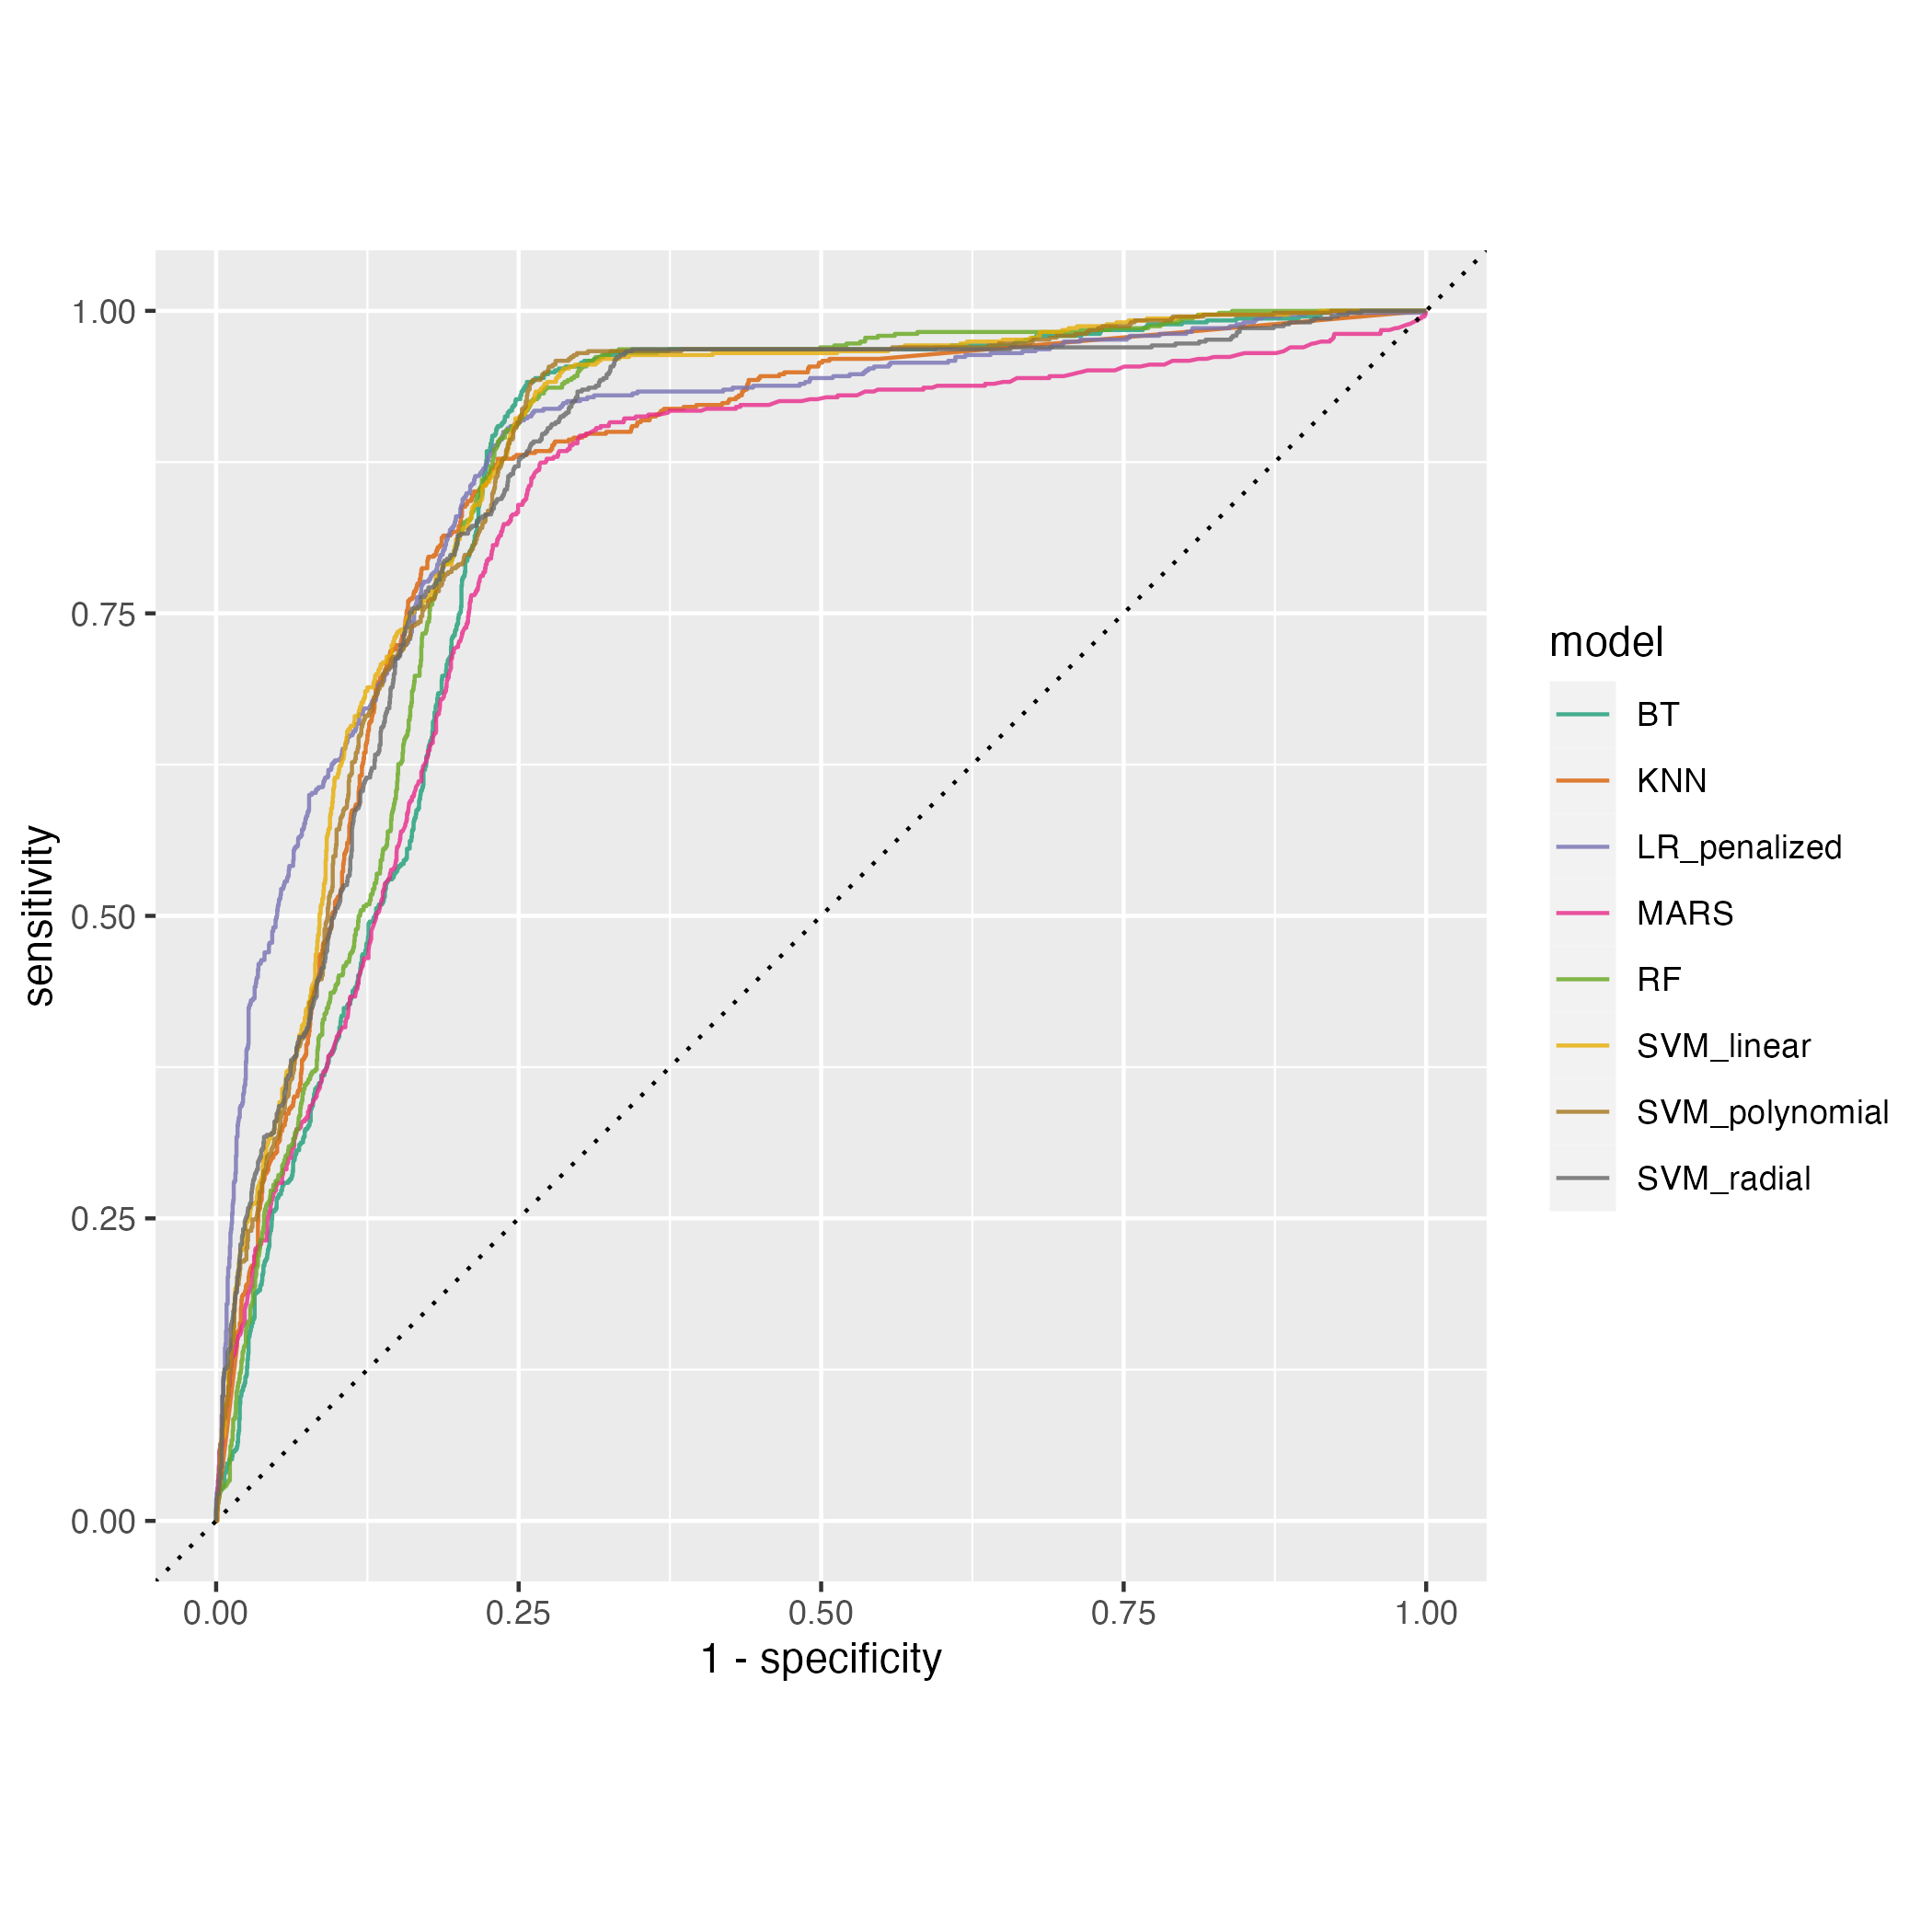 1.00
0.75
0.50
0.25
0.00
sensitivity
0.00 0.25 0.50 0.75 1.00
1 - specificity
model
BT
KNN
LR_penalized
MARS
RF
SVM_linear
SVM_polynomial
SVM_radial